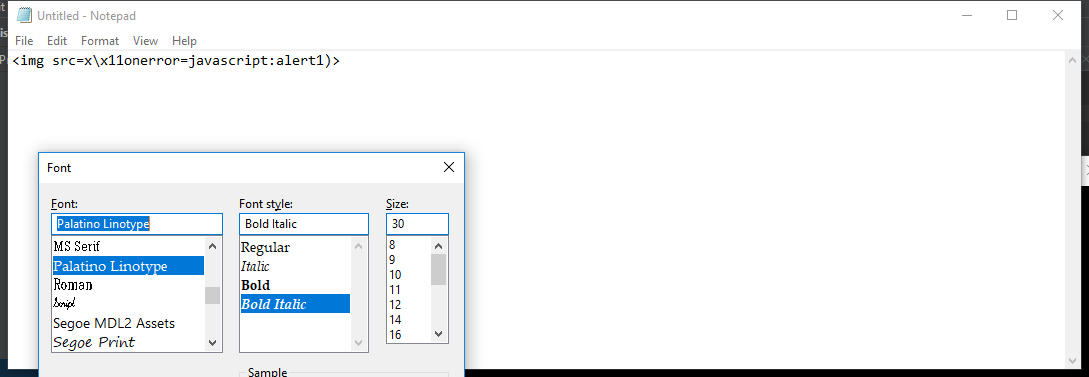 Untitled - Notepad
File Edit Format View Help
<img src=x\x11onerror=javascript:alert1)>
Font
Font: Font style: Size:
Palatino Linotype Bold Italic 30
MS Serif Regular 8
Palatino Linotype Italic 9
Roman Bold 10
Script Bold Italic 11
Segoe MDL2 Assets 12
Segoe Print 14
16
Sample